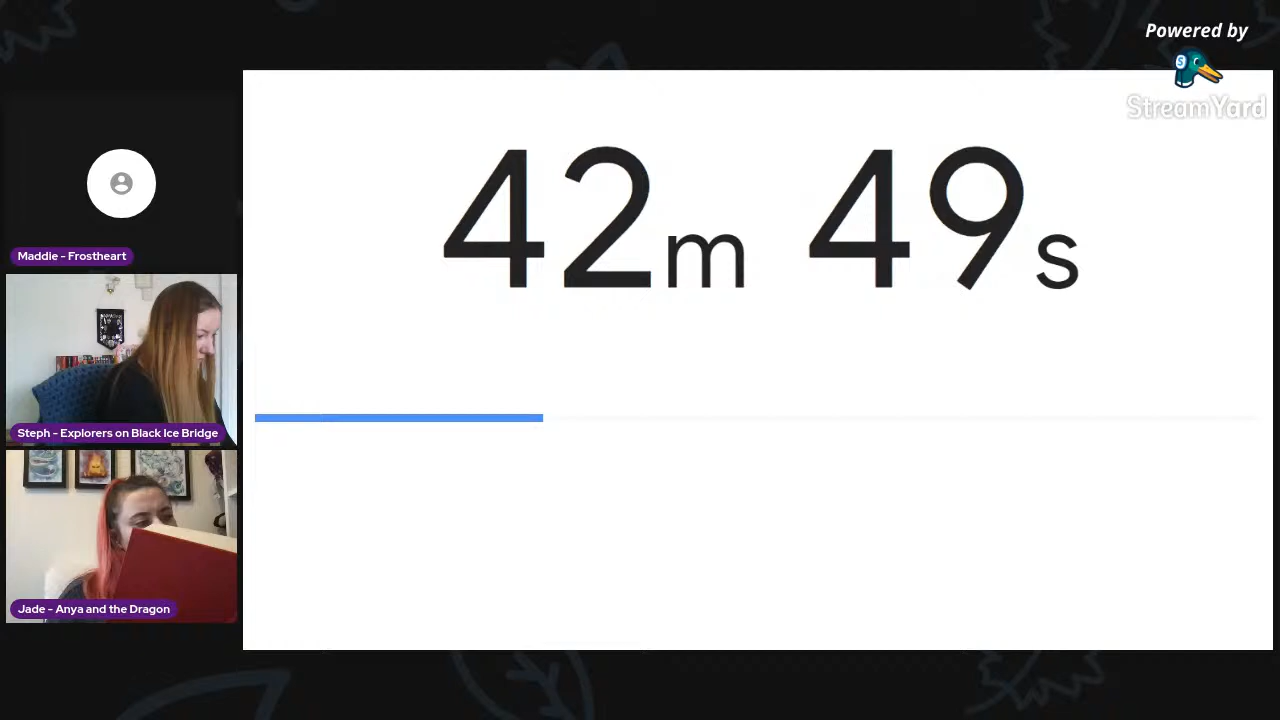 Powered by
StreamYard
42m 49s
Maddie - Frostheart
Steph - Explorers on Black Ice Bridge
Jade - Anya and the Dragon